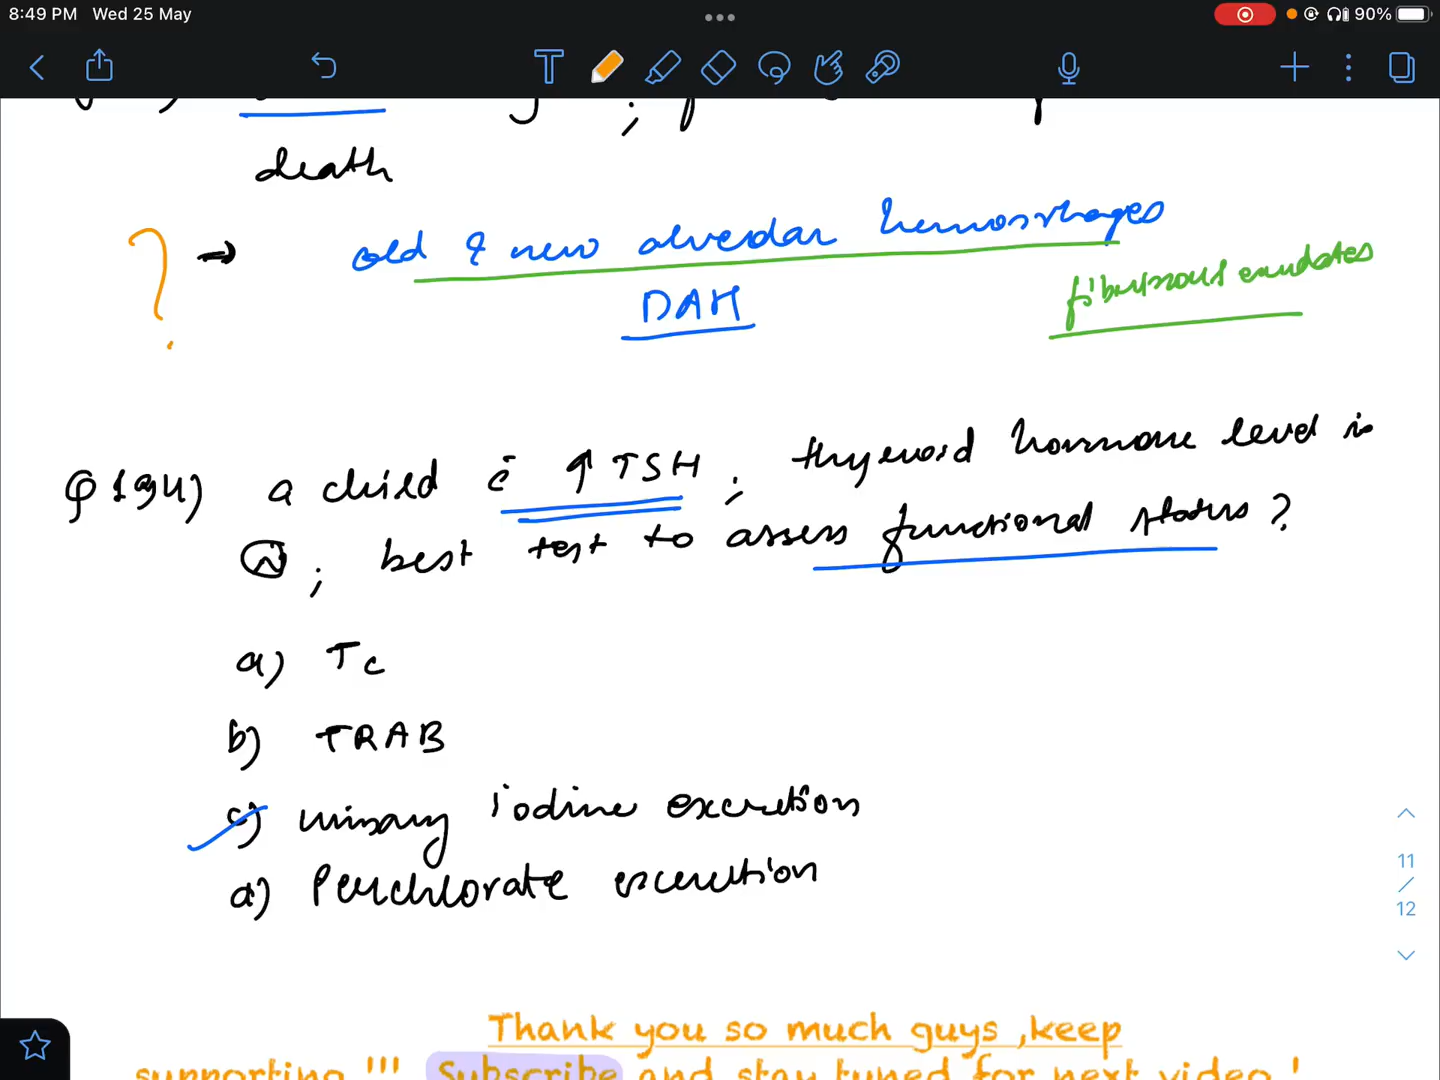 8:49 PM Wed 25 May
90%
death
? → old & new alveolar hemorrhages
fibrinous exudates
DAH
Q194) a child c̄ ↑TSH ; thyroid hormone level is
N ; best test to assess functional status?
a) Tc
b) TRAB
c) urinary iodine excretion
d) Perchlorate excretion
11
/
12
Thank you so much guys ,keep
supporting !!! Subscribe and stay tuned for next video !